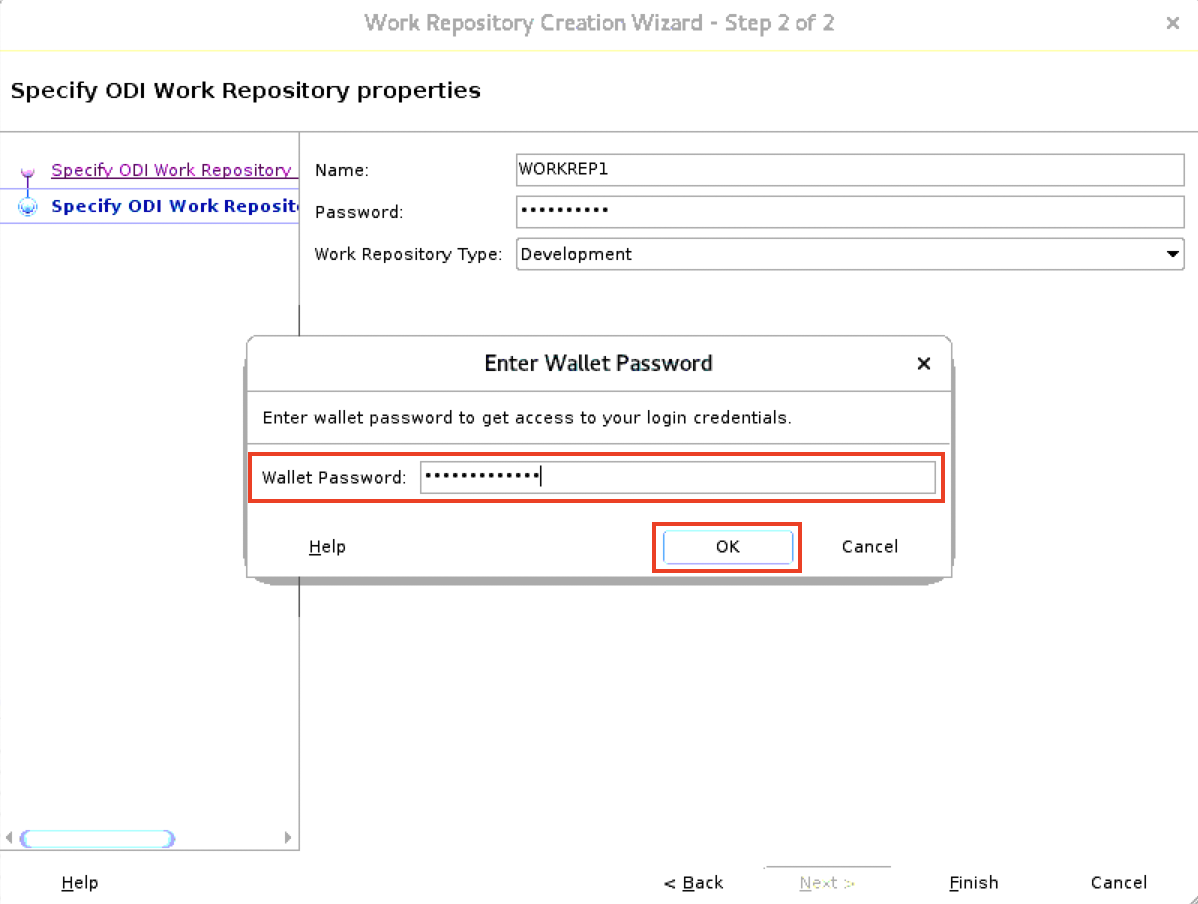 Work Repository Creation Wizard - Step 2 of 2
Specify ODI Work Repository properties
Specify ODI Work Repository
Specify ODI Work Reposit
Name: WORKREP1
Password: ••••••••••
Work Repository Type: Development
Enter Wallet Password
Enter wallet password to get access to your login credentials.
Wallet Password: •••••••••••••
Help OK Cancel
Help < Back Next > Finish Cancel